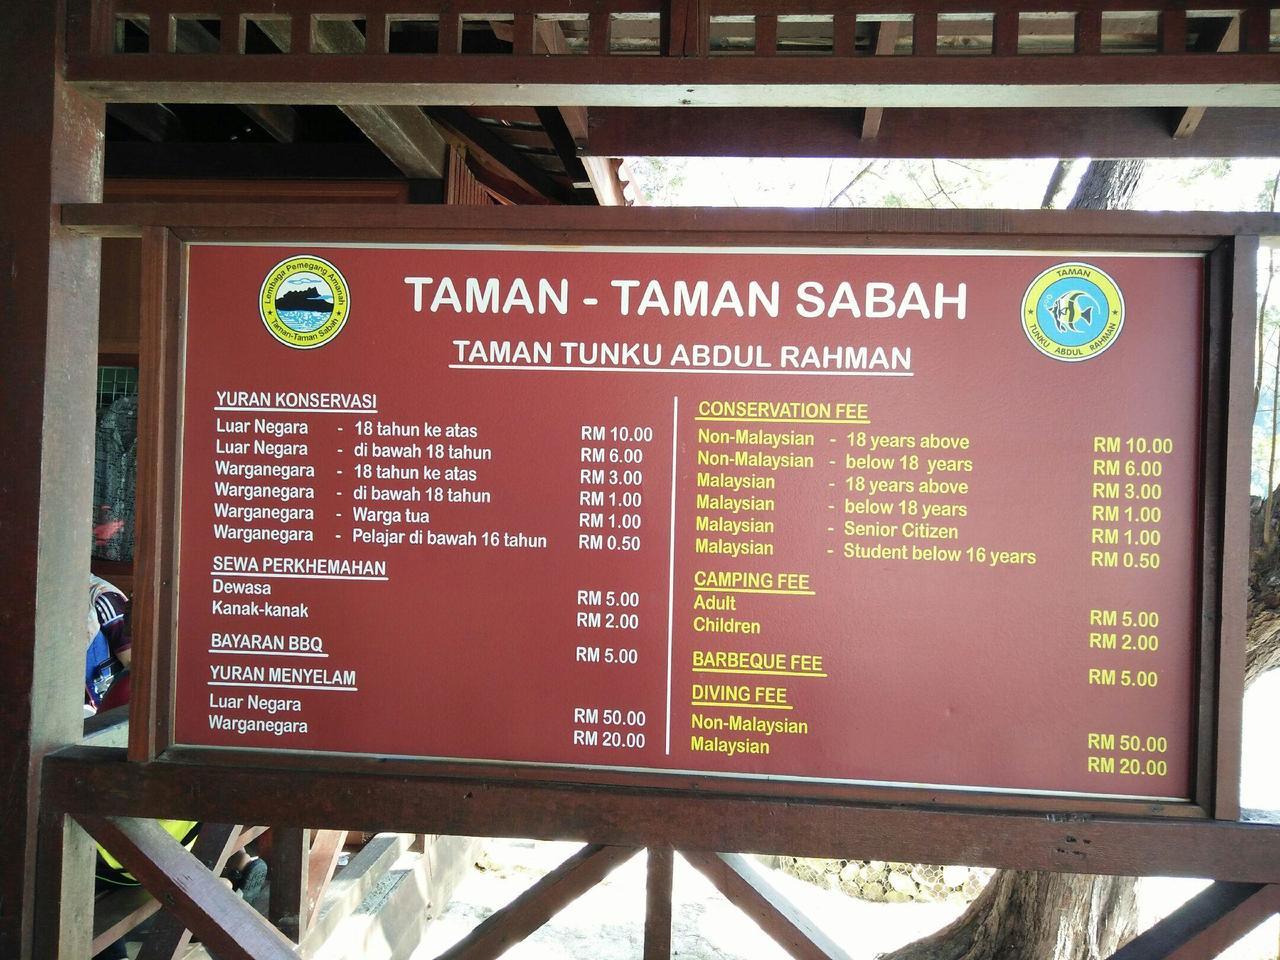 Lembaga Pemegang Amanah
Taman-Taman Sabah
TAMAN - TAMAN SABAH
TAMAN
TUNKU ABDUL RAHMAN
TAMAN TUNKU ABDUL RAHMAN
YURAN KONSERVASI
Luar Negara - 18 tahun ke atas RM 10.00
Luar Negara - di bawah 18 tahun RM 6.00
Warganegara - 18 tahun ke atas RM 3.00
Warganegara - di bawah 18 tahun RM 1.00
Warganegara - Warga tua RM 1.00
Warganegara - Pelajar di bawah 16 tahun RM 0.50
SEWA PERKHEMAHAN
Dewasa RM 5.00
Kanak-kanak RM 2.00
BAYARAN BBQ RM 5.00
YURAN MENYELAM
Luar Negara RM 50.00
Warganegara RM 20.00
CONSERVATION FEE
Non-Malaysian - 18 years above RM 10.00
Non-Malaysian - below 18 years RM 6.00
Malaysian - 18 years above RM 3.00
Malaysian - below 18 years RM 1.00
Malaysian - Senior Citizen RM 1.00
Malaysian - Student below 16 years RM 0.50
CAMPING FEE
Adult RM 5.00
Children RM 2.00
BARBEQUE FEE RM 5.00
DIVING FEE
Non-Malaysian RM 50.00
Malaysian RM 20.00